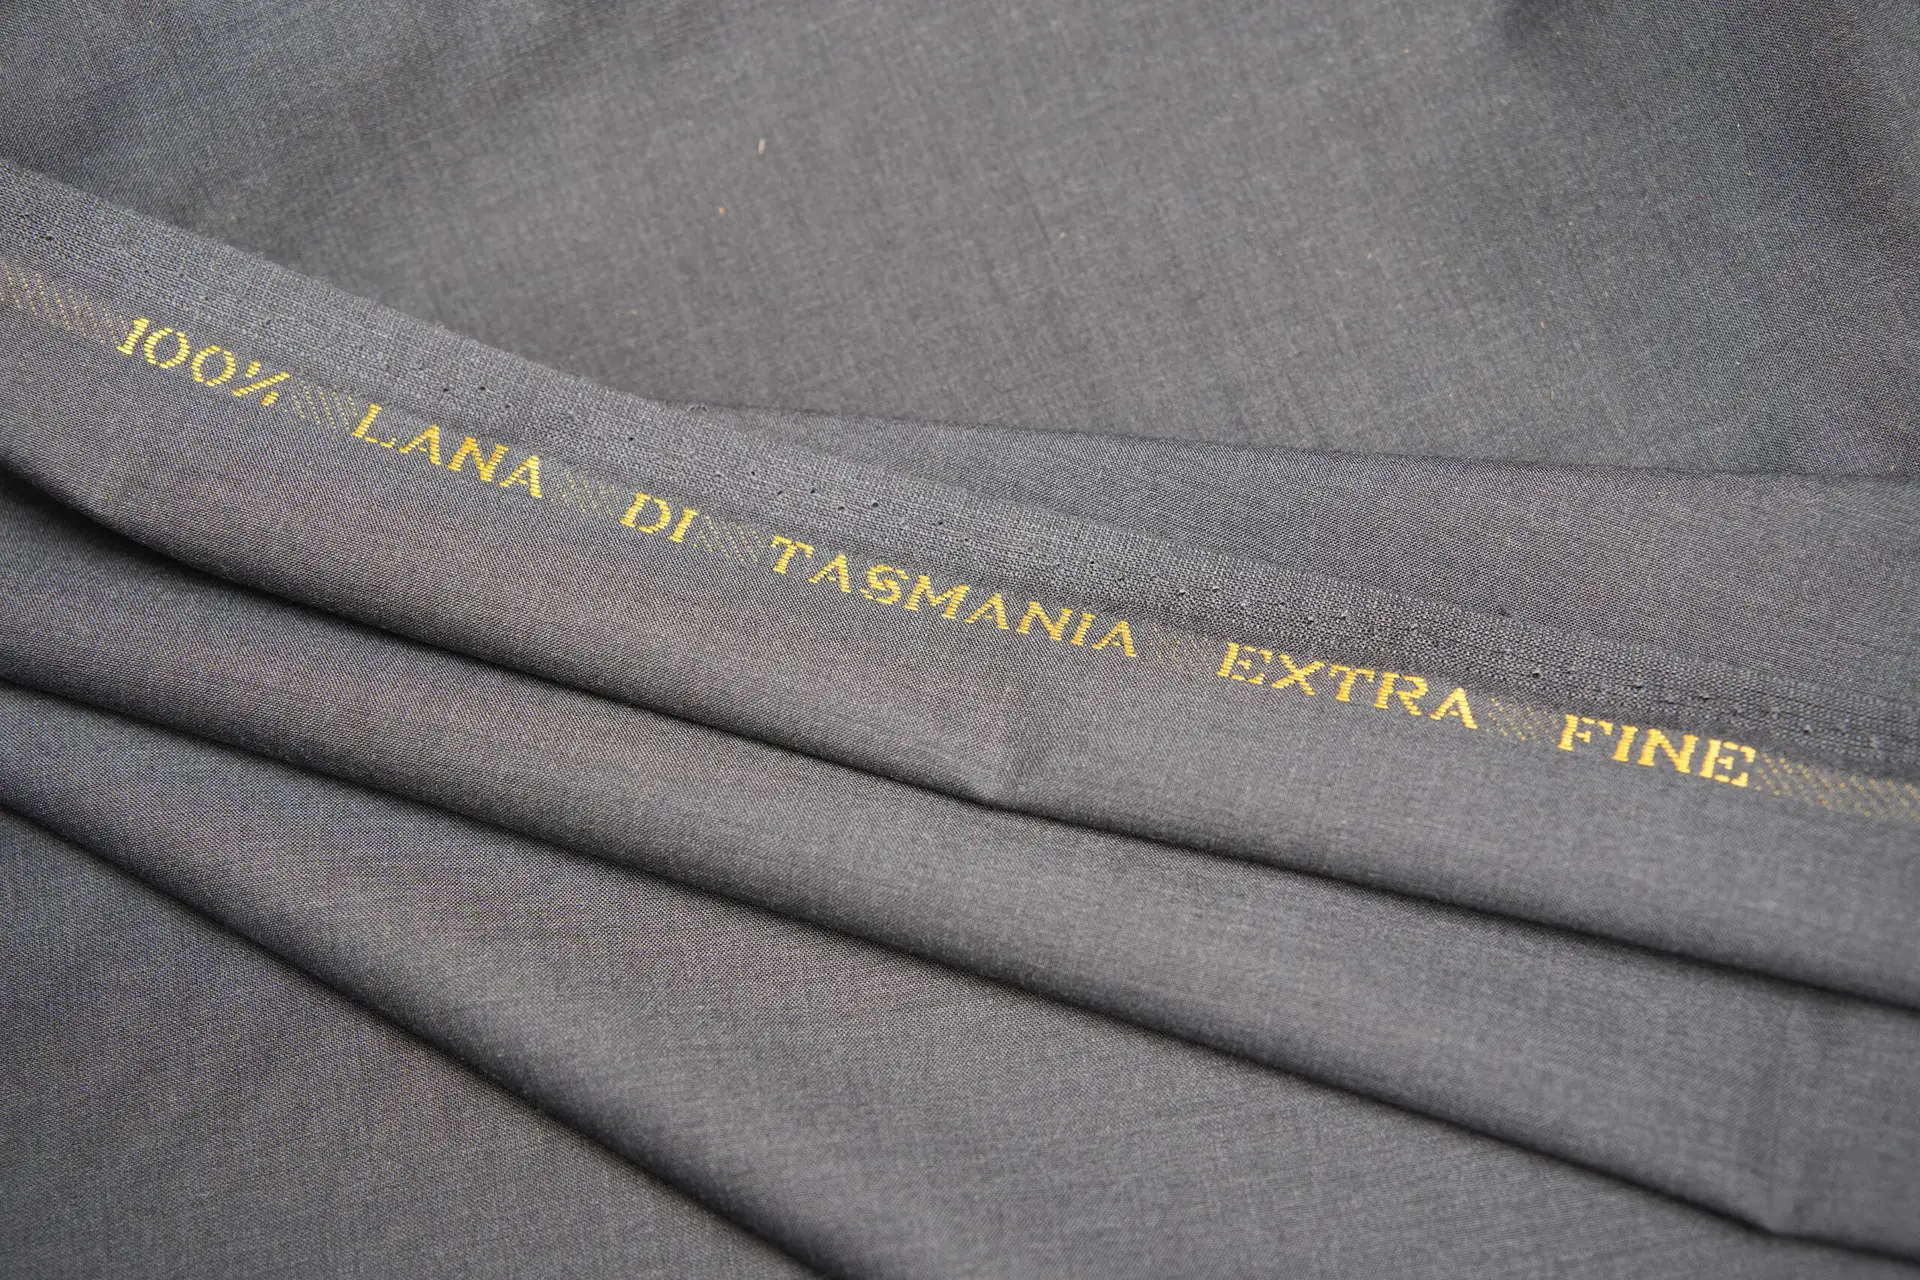 100% LANA DI TASMANIA EXTRA FINE